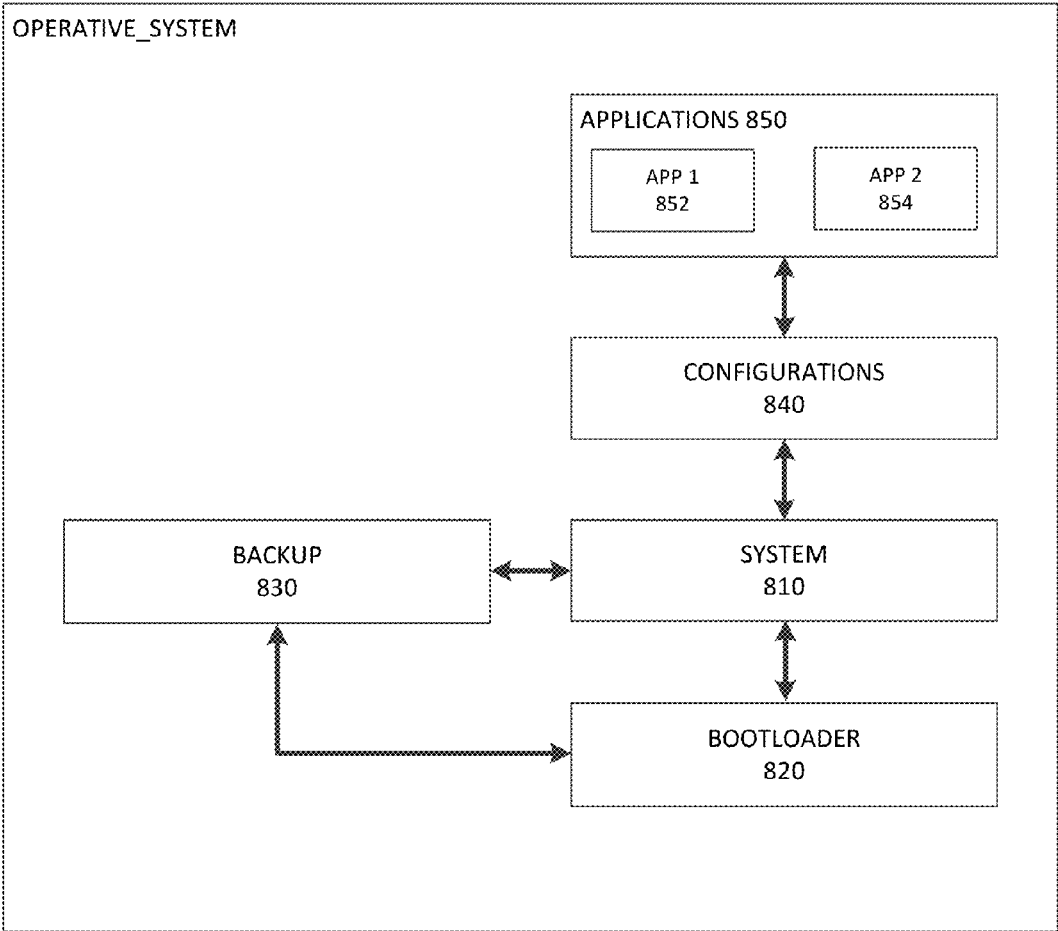 OPERATIVE_SYSTEM
APPLICATIONS 850
APP 1
852
APP 2
854
CONFIGURATIONS
840
BACKUP
830
SYSTEM
810
BOOTLOADER
820